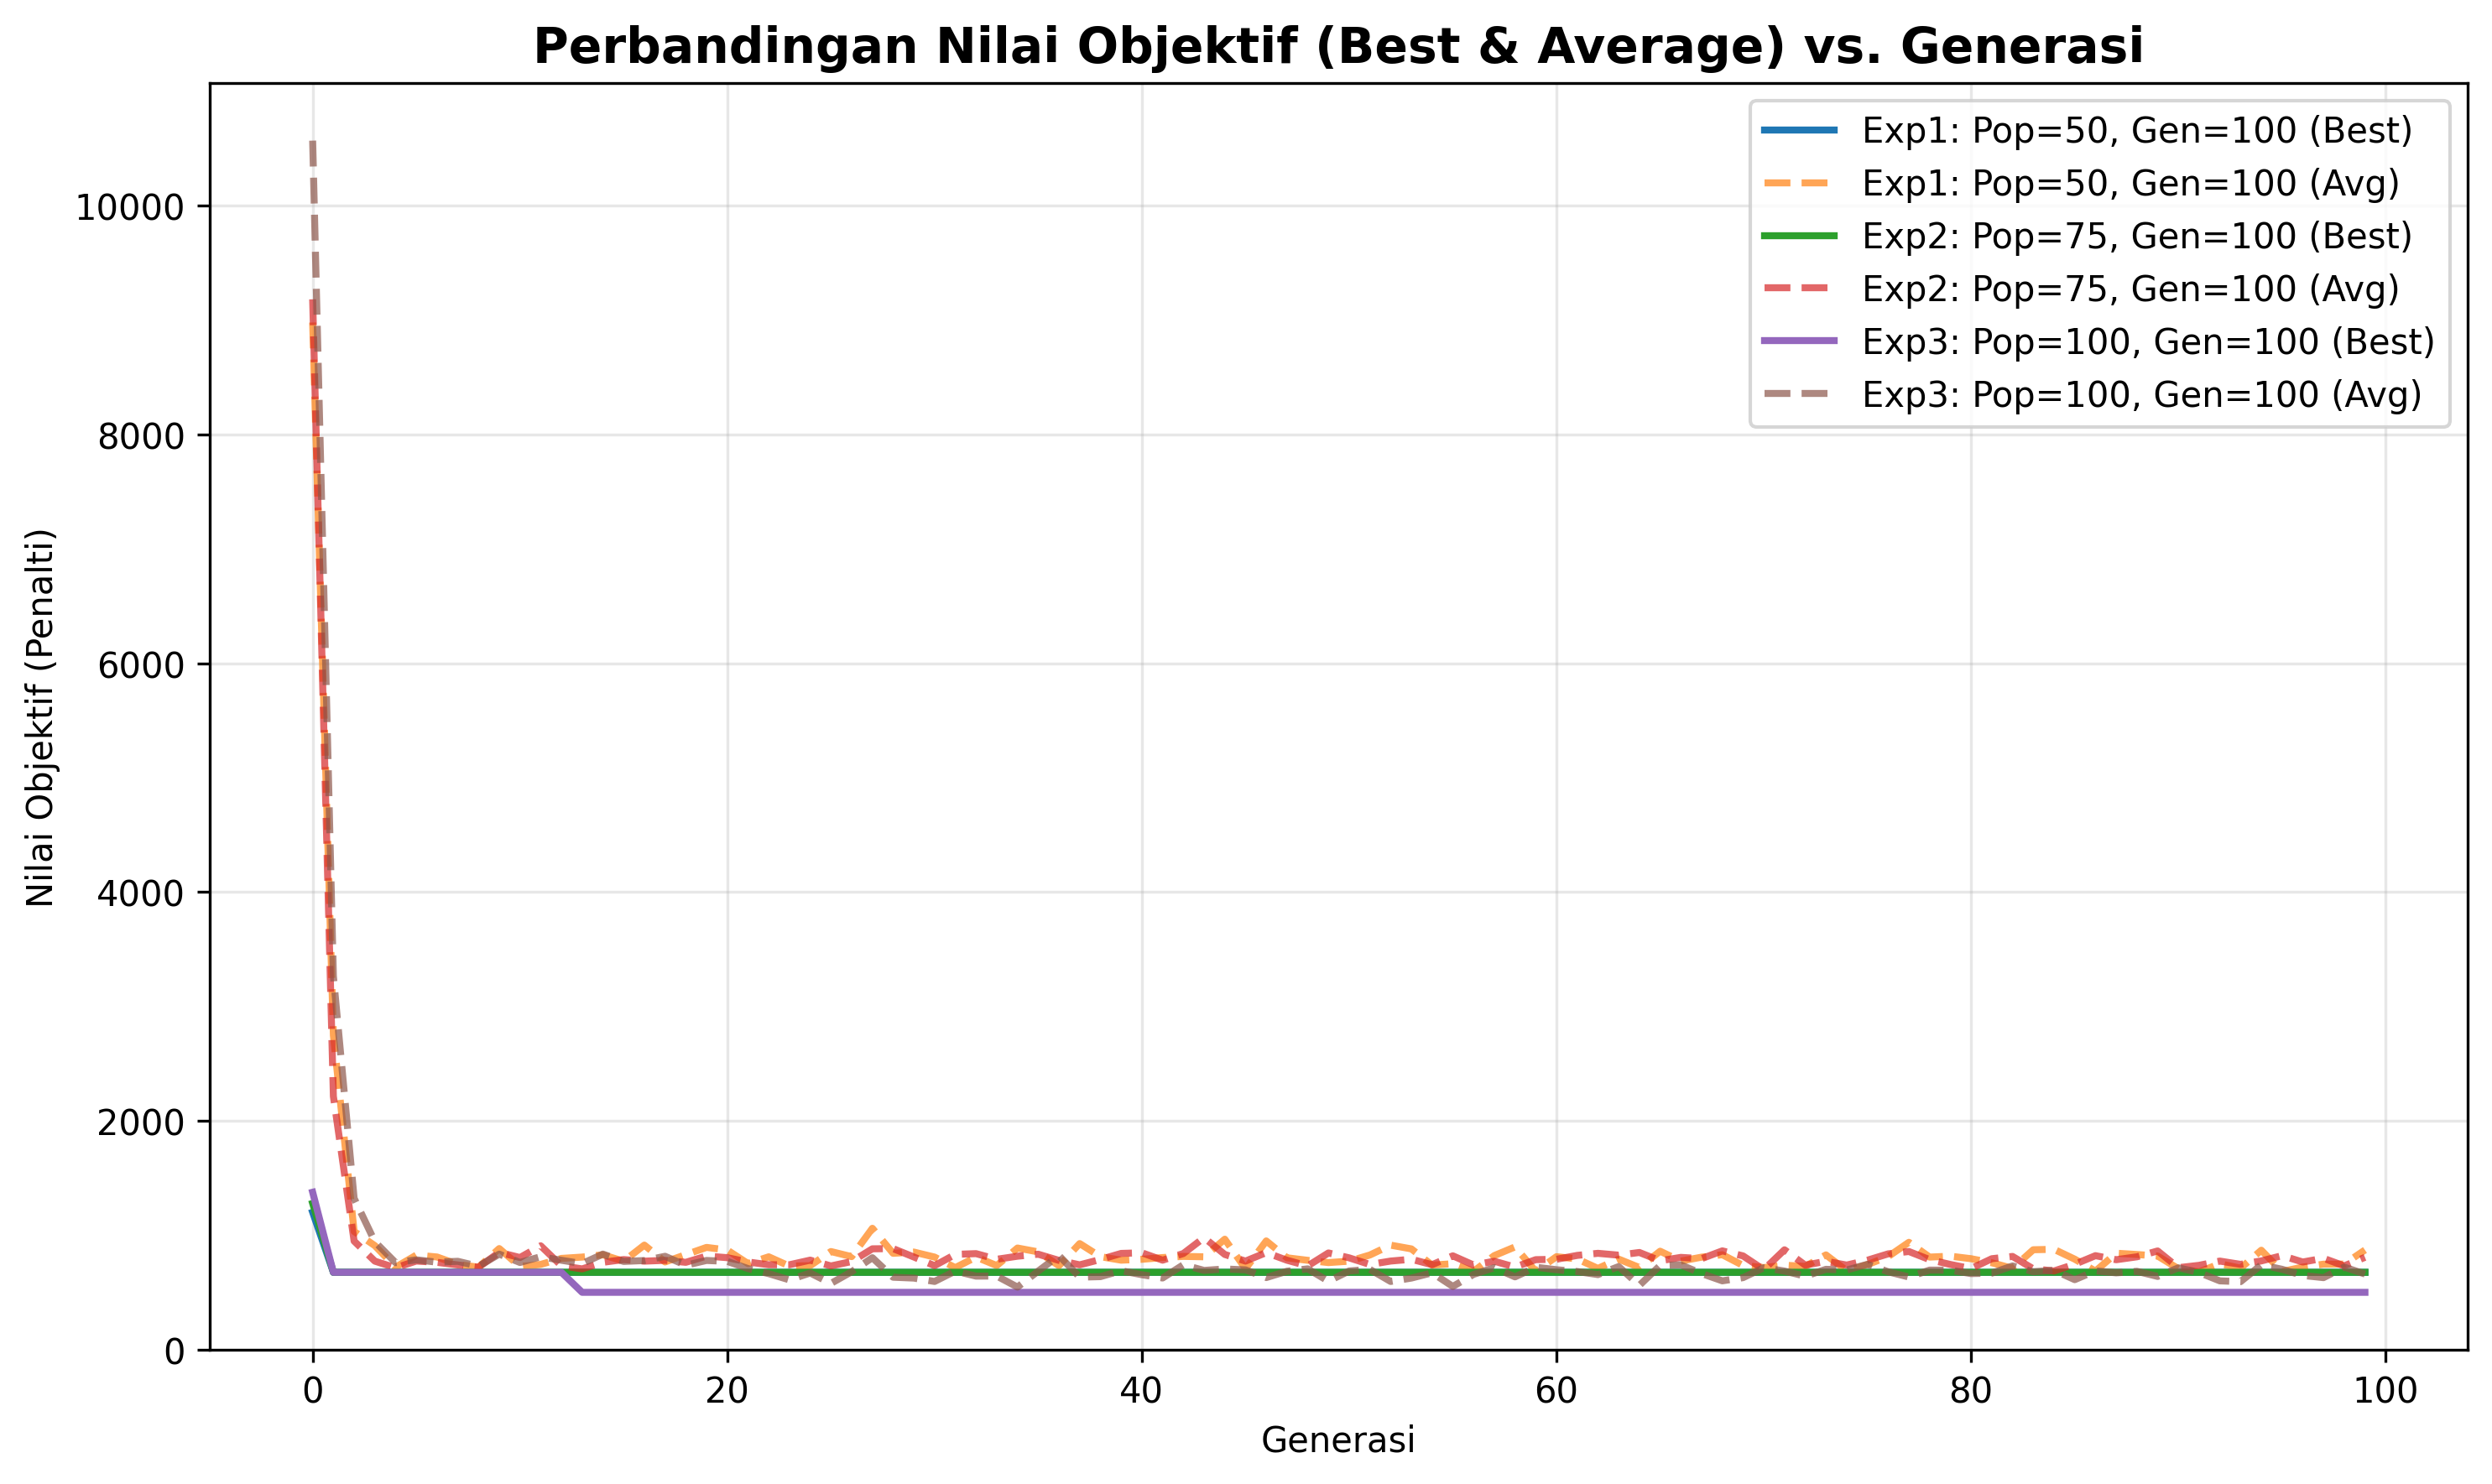 Perbandingan Nilai Objektif (Best & Average) vs. Generasi
Exp1: Pop=50, Gen=100 (Best)
Exp1: Pop=50, Gen=100 (Avg)
Exp2: Pop=75, Gen=100 (Best)
Exp2: Pop=75, Gen=100 (Avg)
Exp3: Pop=100, Gen=100 (Best)
Exp3: Pop=100, Gen=100 (Avg)
Nilai Objektif (Penalti)
10000
8000
6000
4000
2000
0
0 20 40 60 80 100
Generasi